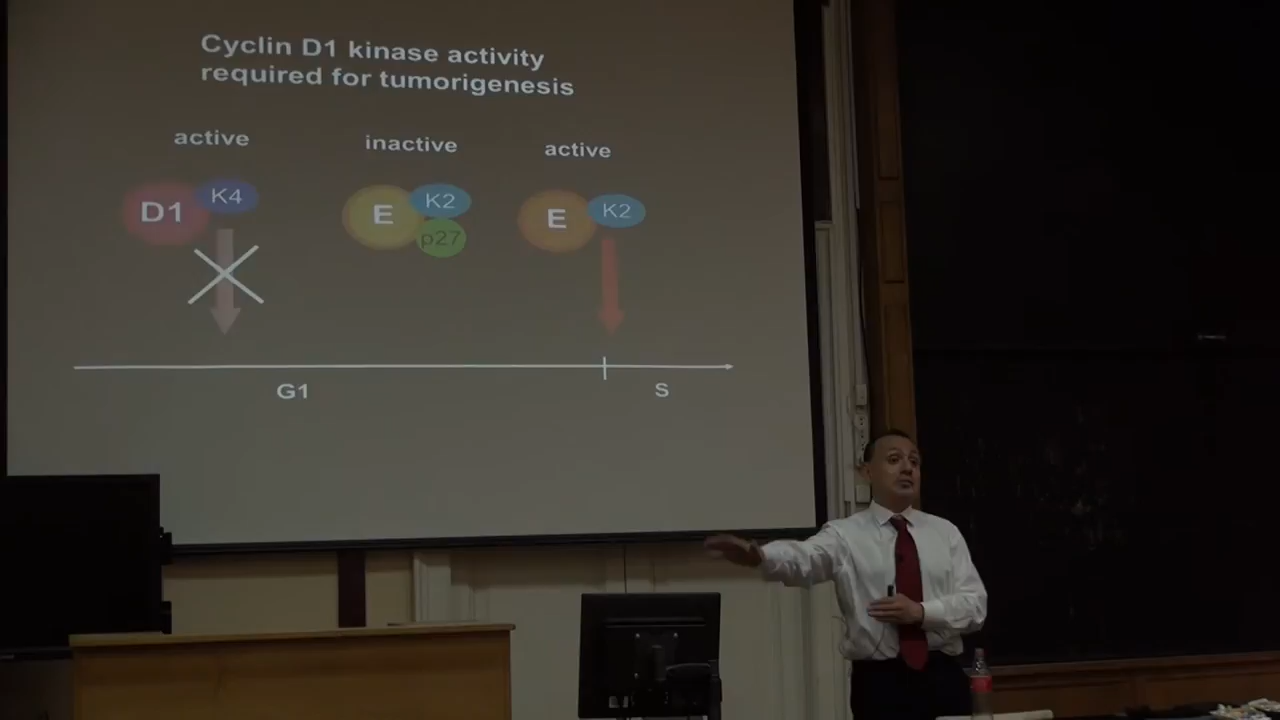 Cyclin D1 kinase activity
required for tumorigenesis
active
inactive
active
D1
K4
E
K2
p27
E
K2
G1
S